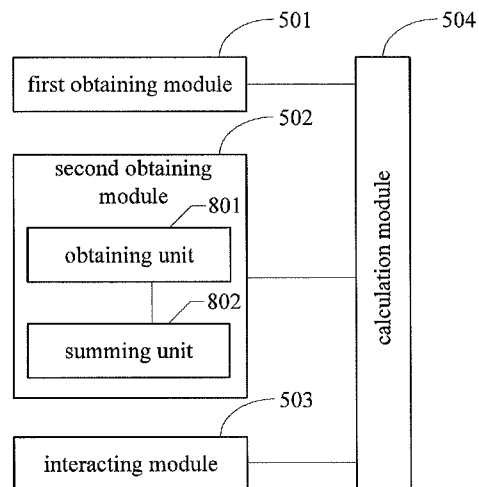 501
504
first obtaining module
502
second obtaining
module
801
obtaining unit
802
summing unit
calculation module
503
interacting module